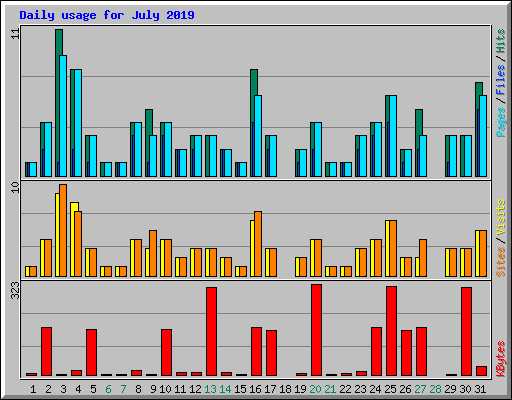 Daily usage for July 2019
11
Pages/Files/Hits
10
Sites/Visits
323
KBytes
1 2 3 4 5 6 7 8 9 10 11 12 13 14 15 16 17 18 19 20 21 22 23 24 25 26 27 28 29 30 31